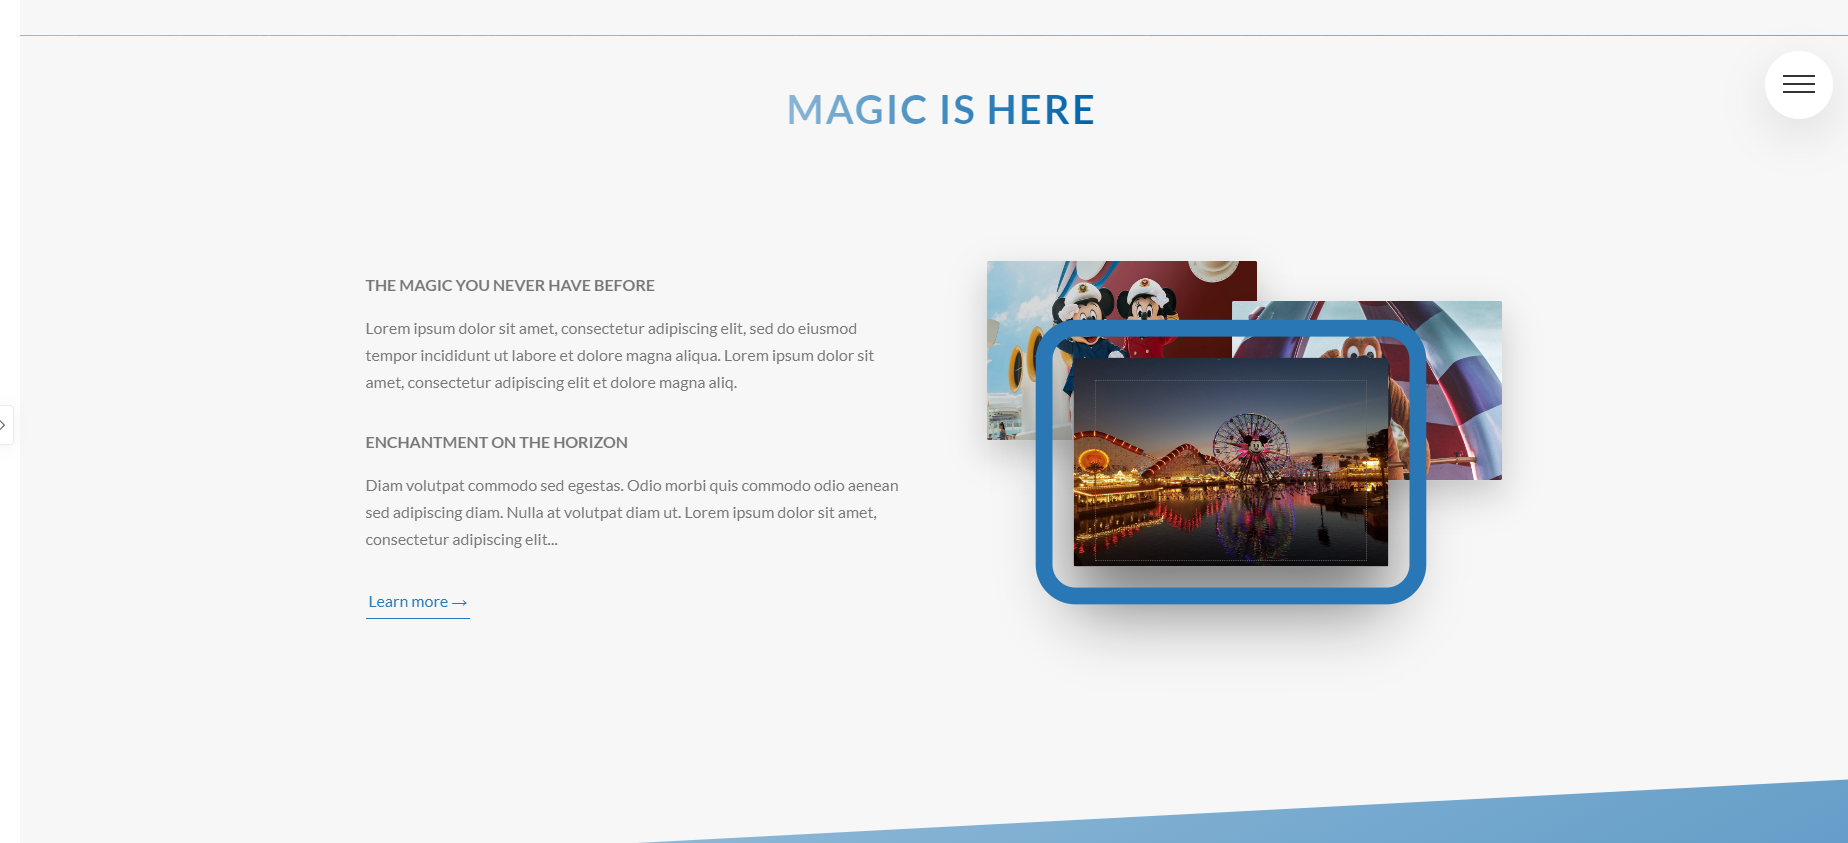 MAGIC IS HERE
THE MAGIC YOU NEVER HAVE BEFORE
Lorem ipsum dolor sit amet, consectetur adipiscing elit, sed do eiusmod
tempor incididunt ut labore et dolore magna aliqua. Lorem ipsum dolor sit
amet, consectetur adipiscing elit et dolore magna aliq.
ENCHANTMENT ON THE HORIZON
Diam volutpat commodo sed egestas. Odio morbi quis commodo odio aenean
sed adipiscing diam. Nulla at volutpat diam ut. Lorem ipsum dolor sit amet,
consectetur adipiscing elit...
Learn more →